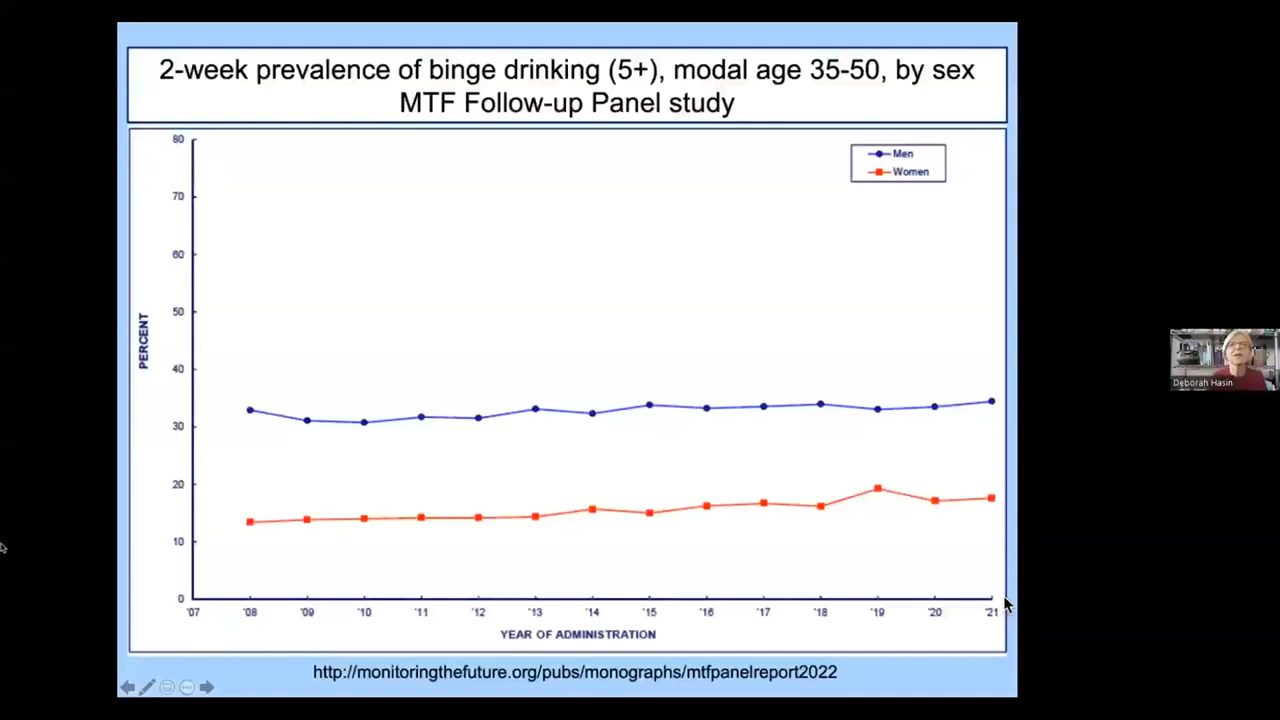 2-week prevalence of binge drinking (5+), modal age 35-50, by sex
MTF Follow-up Panel study
80
70
60
50
40
30
20
10
0
PERCENT
Men
Women
'07 '08 '09 '10 '11 '12 '13 '14 '15 '16 '17 '18 '19 '20 '21
YEAR OF ADMINISTRATION
http://monitoringthefuture.org/pubs/monographs/mtfpanelreport2022
Deborah Hasin